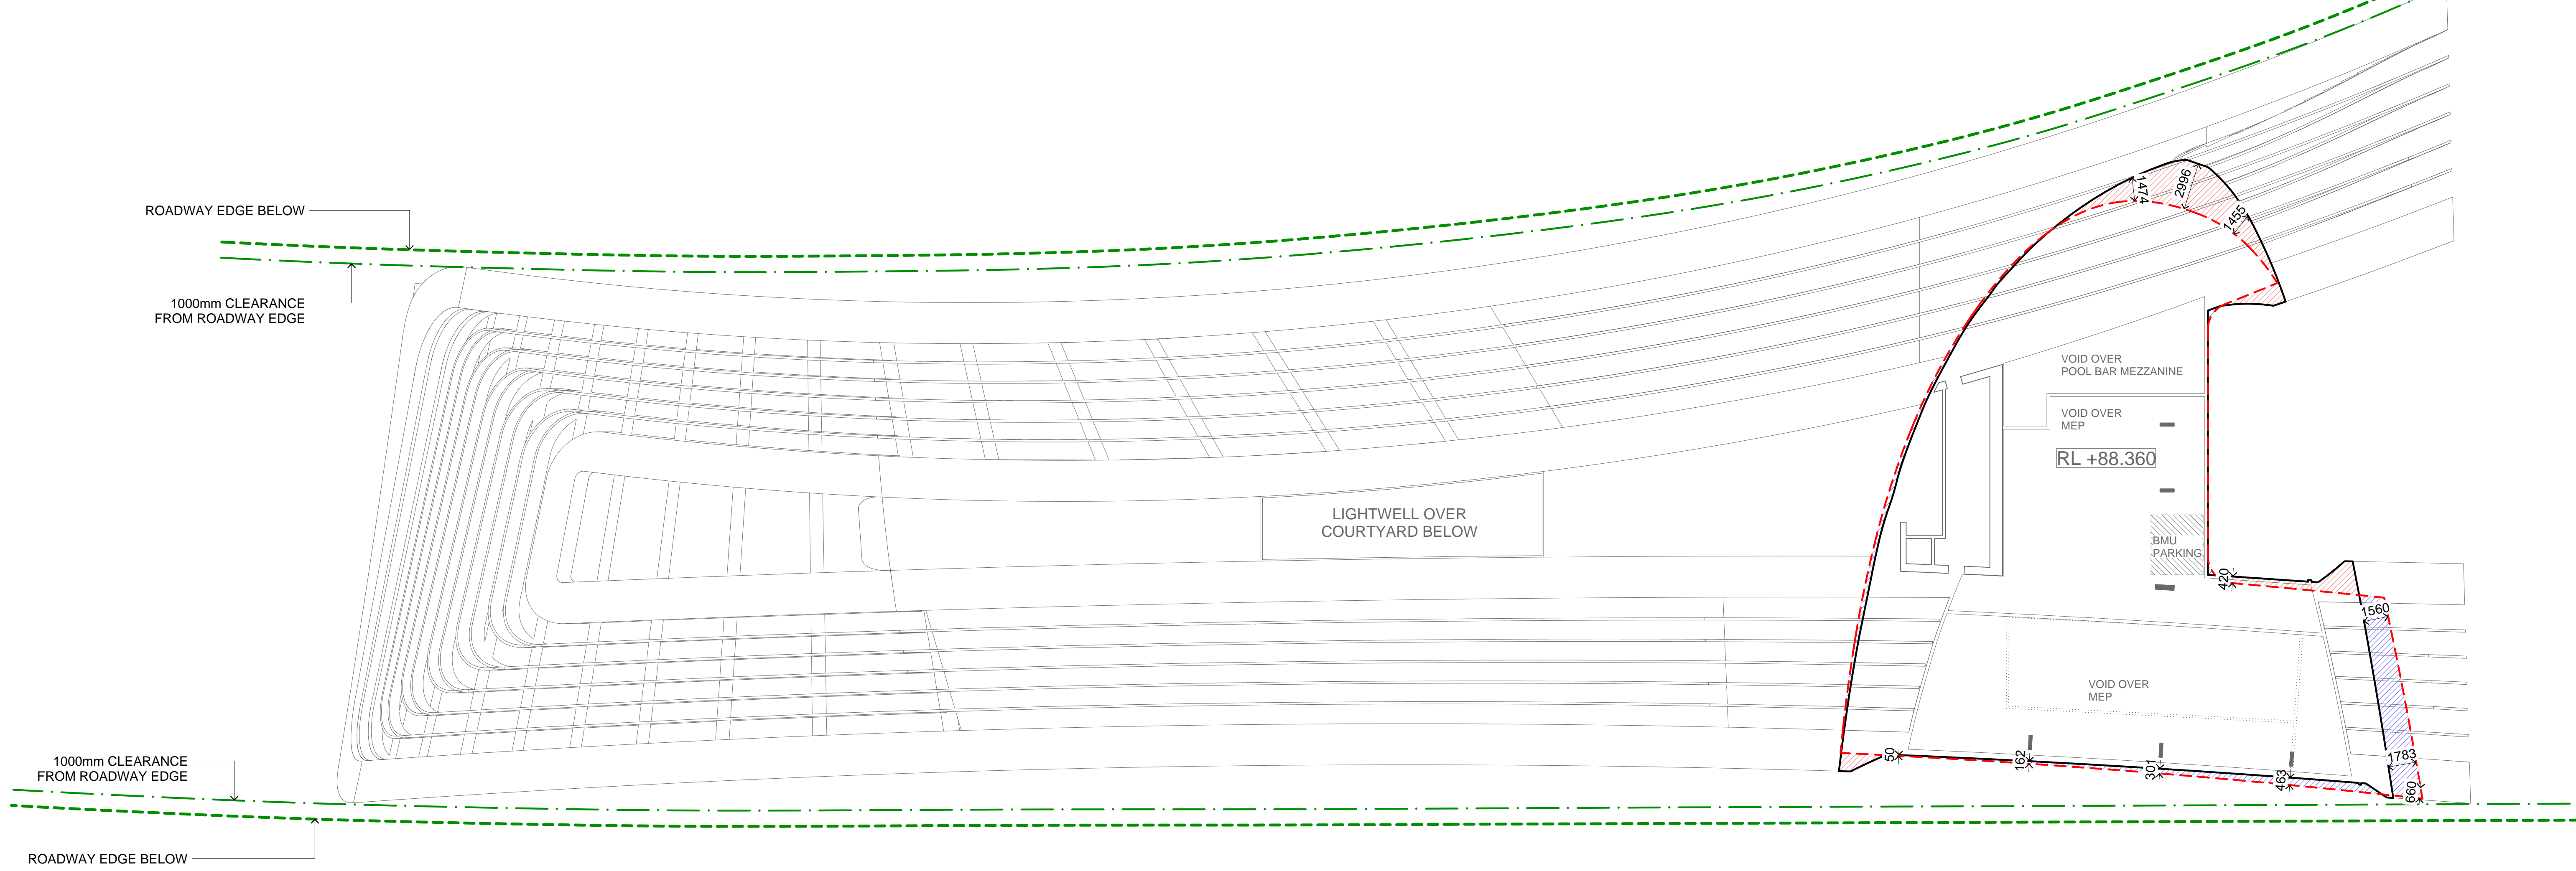 ROADWAY EDGE BELOW
1000mm CLEARANCE
FROM ROADWAY EDGE
1474
2996
1455
VOID OVER
POOL BAR MEZZANINE
VOID OVER
MEP
RL +88.360
LIGHTWELL OVER
COURTYARD BELOW
BMU
PARKING
420
1560
VOID OVER
MEP
50
162
301
463
1783
660
1000mm CLEARANCE
FROM ROADWAY EDGE
ROADWAY EDGE BELOW